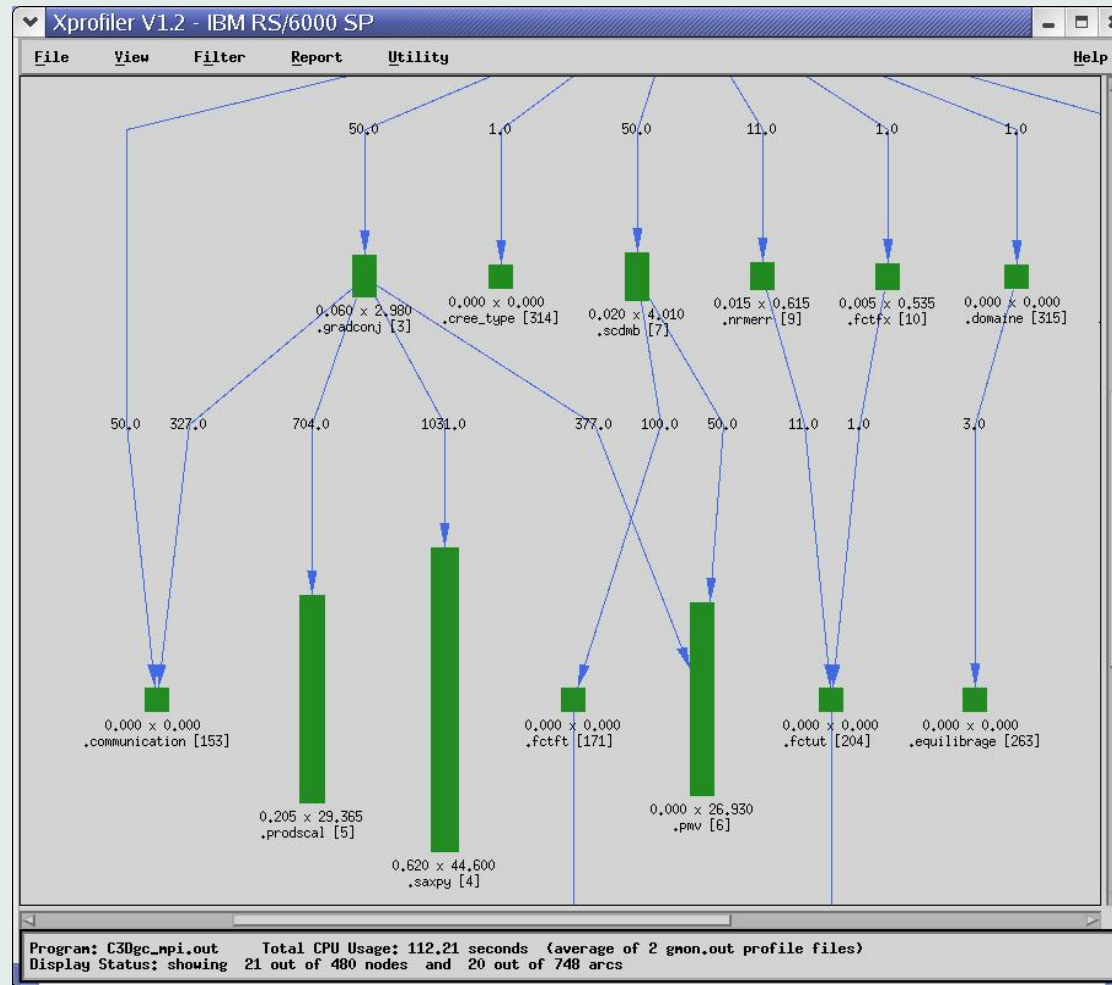 Xprofiler V1.2 - IBM RS/6000 SP
File View Filter Report Utility Help
50.0 1.0 50.0 11.0 1.0 1.0
0.060 x 2.980
.gradconj [3]
0.000 x 0.000
.cree_type [314]
0.020 x 4.010
.scdmb [7]
0.015 x 0.615
.nrmerr [9]
0.005 x 0.535
.fctfx [10]
0.000 x 0.000
.domaine [315]
50.0 327.0 704.0 1031.0 377.0 100.0 50.0 11.0 1.0 3.0
0.000 x 0.000
.communication [153]
0.205 x 29.365
.prodscal [5]
0.620 x 44.600
.saxpy [4]
0.000 x 0.000
.fctft [171]
0.000 x 26.930
.pmv [6]
0.000 x 0.000
.fctut [204]
0.000 x 0.000
.equilibrage [263]
Program: C3Dgc_mpi.out Total CPU Usage: 112.21 seconds (average of 2 gmon.out profile files)
Display Status: showing 21 out of 480 nodes and 20 out of 748 arcs